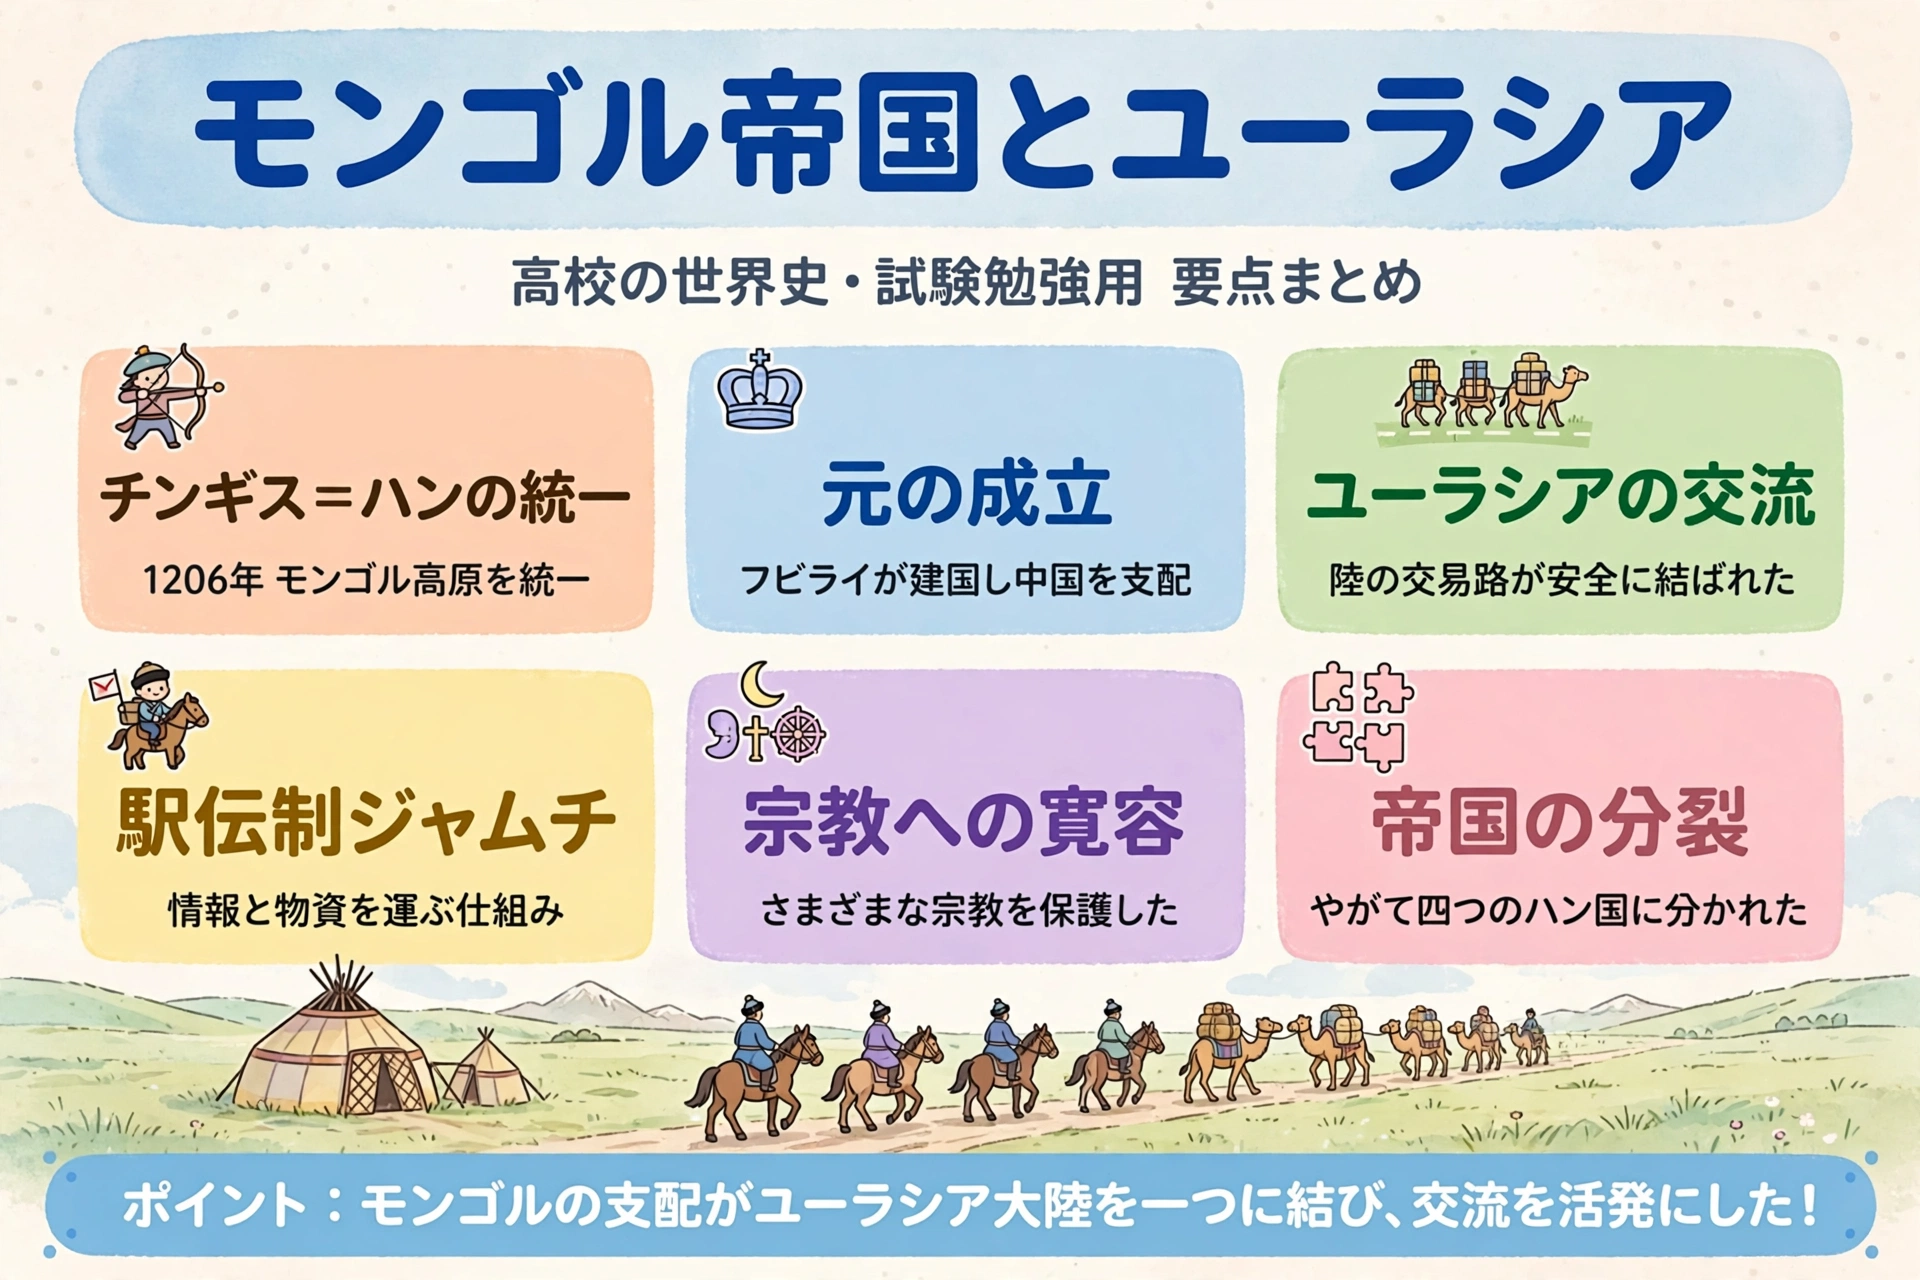 モンゴル帝国とユーラシア
高校の世界史・試験勉強用 要点まとめ
チンギス＝ハンの統一
1206年 モンゴル高原を統一
元の成立
フビライが建国し中国を支配
ユーラシアの交流
陸の交易路が安全に結ばれた
駅伝制ジャムチ
情報と物資を運ぶ仕組み
宗教への寛容
さまざまな宗教を保護した
帝国の分裂
やがて四つのハン国に分かれた
ポイント：モンゴルの支配がユーラシア大陸を一つに結び、交流を活発にした！